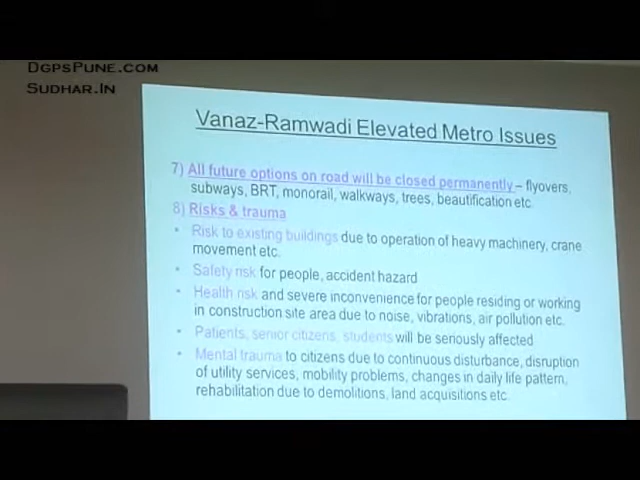 DgpsPune.com
Sudhar.In
Vanaz-Ramwadi Elevated Metro Issues
7) All future options on road will be closed permanently – flyovers,
subways, BRT, monorail, walkways, trees, beautification etc.
8) Risks & trauma
• Risk to existing buildings due to operation of heavy machinery, crane
movement etc.
• Safety risk for people, accident hazard
• Health risk and severe inconvenience for people residing or working
in construction site area due to noise, vibrations, air pollution etc.
• Patients, senior citizens, students will be seriously affected
• Mental trauma to citizens due to continuous disturbance, disruption
of utility services, mobility problems, changes in daily life pattern,
rehabilitation due to demolitions, land acquisitions etc.